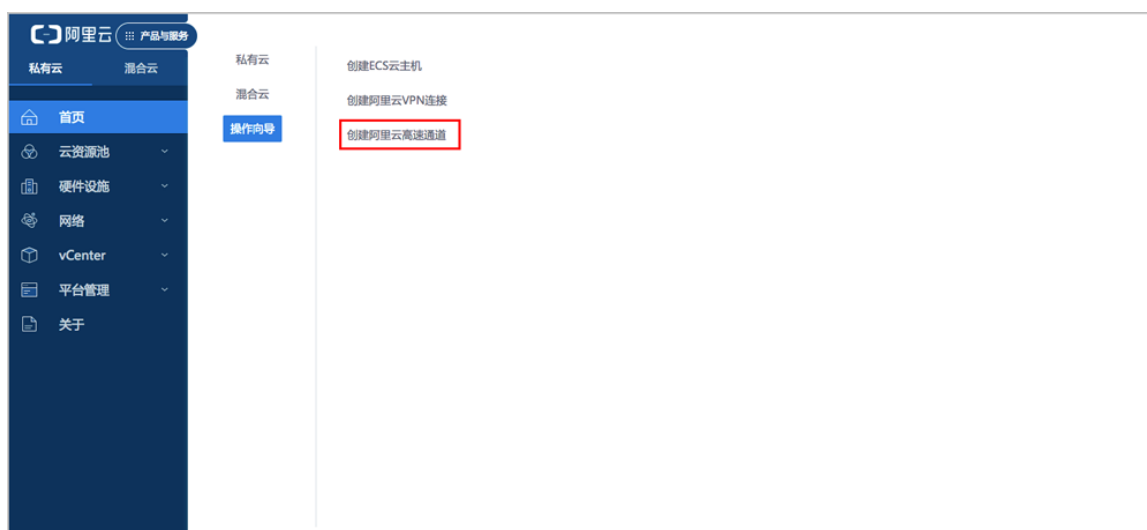 阿里云 产品与服务
私有云 混合云
首页
云资源池
硬件设施
网络
vCenter
平台管理
关于
私有云
混合云
操作向导
创建ECS云主机
创建阿里云VPN连接
创建阿里云高速通道